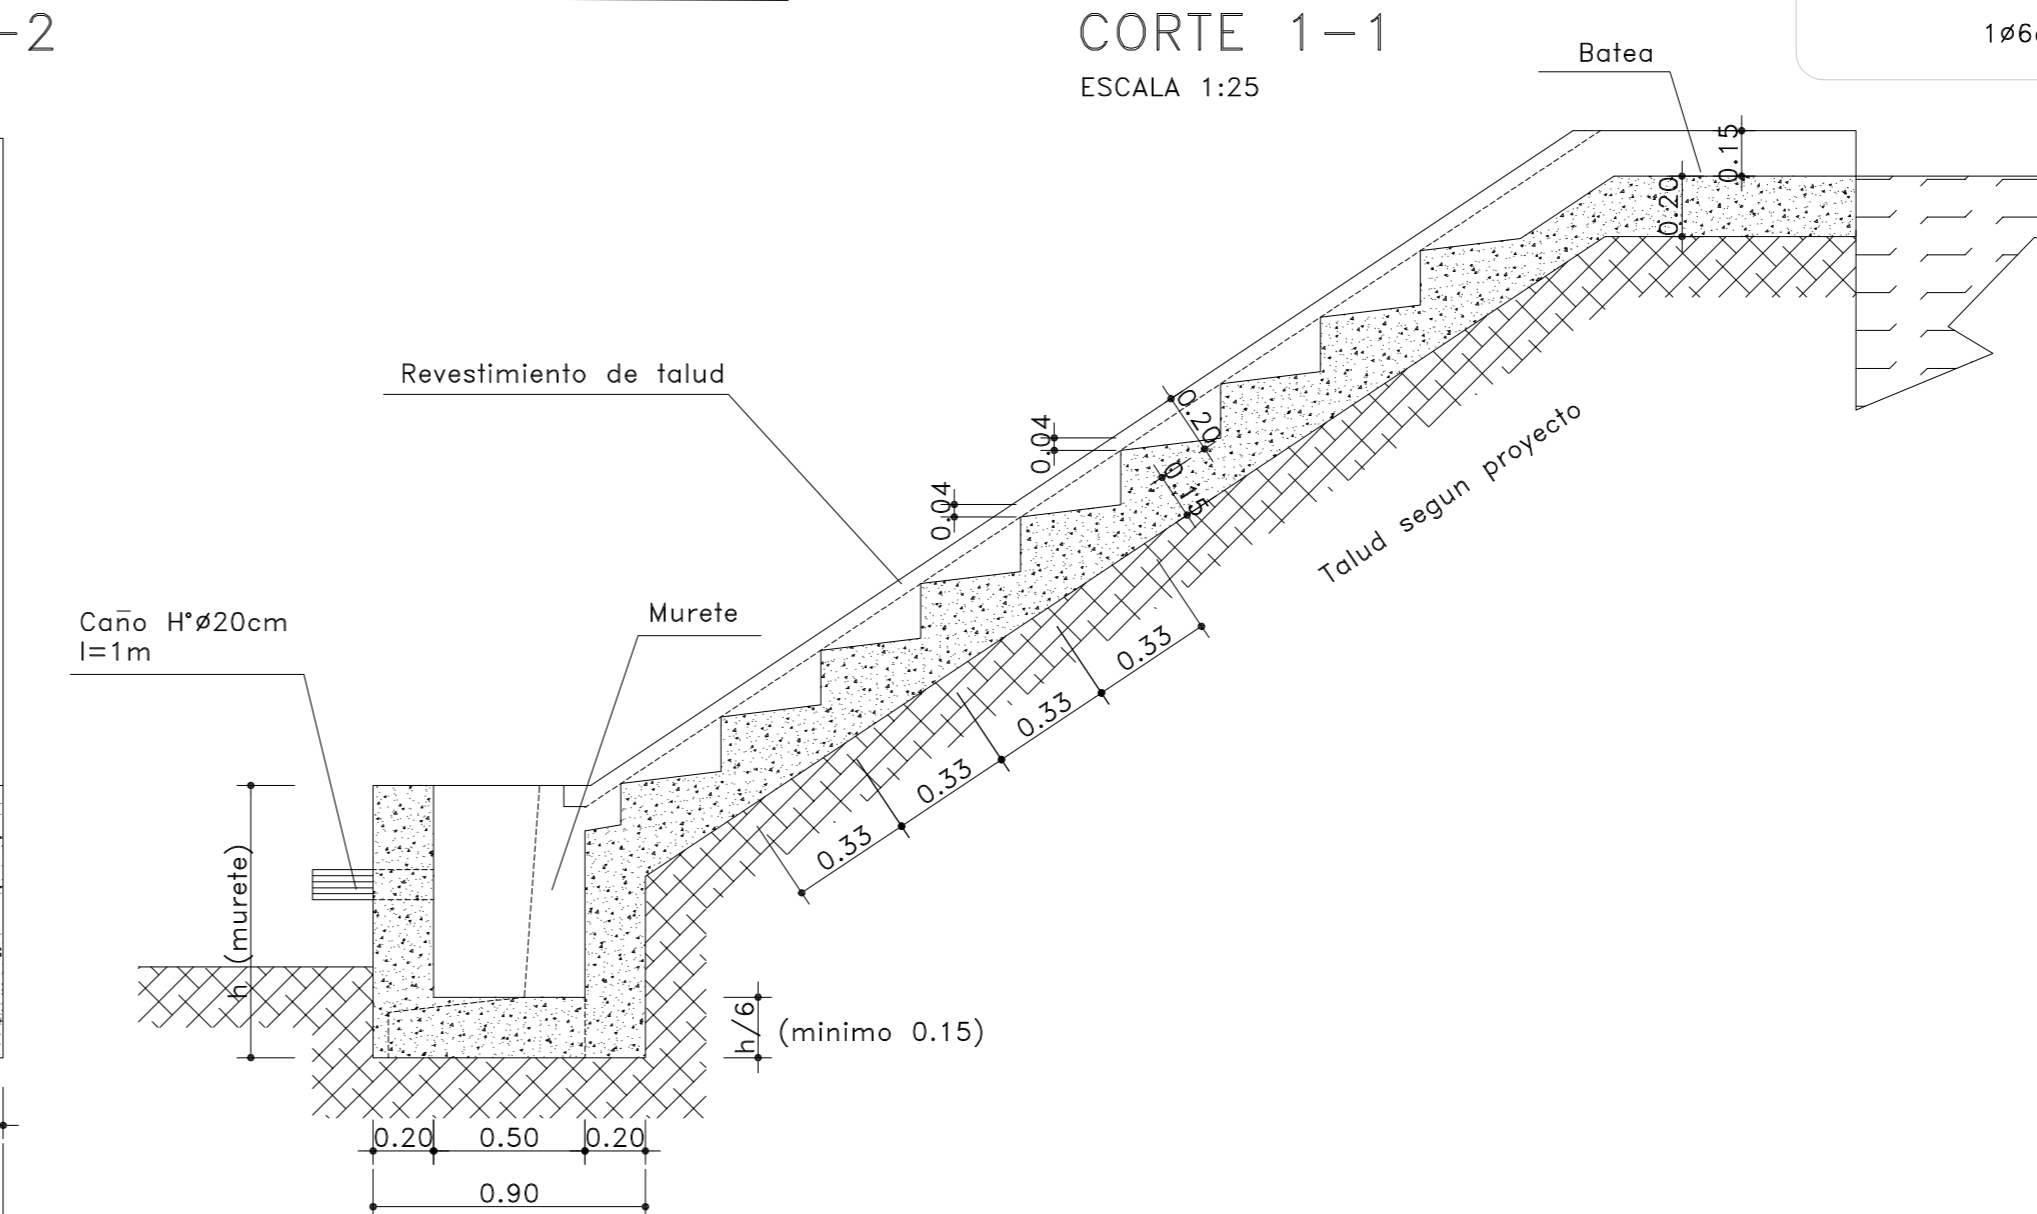 -2
CORTE 1-1
ESCALA 1:25
Batea
1ø6
0.15
0.20
Revestimiento de talud
0.04
0.20
0.04
0.15
Talud segun proyecto
Caño H°ø20cm
l=1m
Murete
0.33
0.33
0.33
0.33
h (murete)
h/6
(minimo 0.15)
0.20
0.50
0.20
0.90